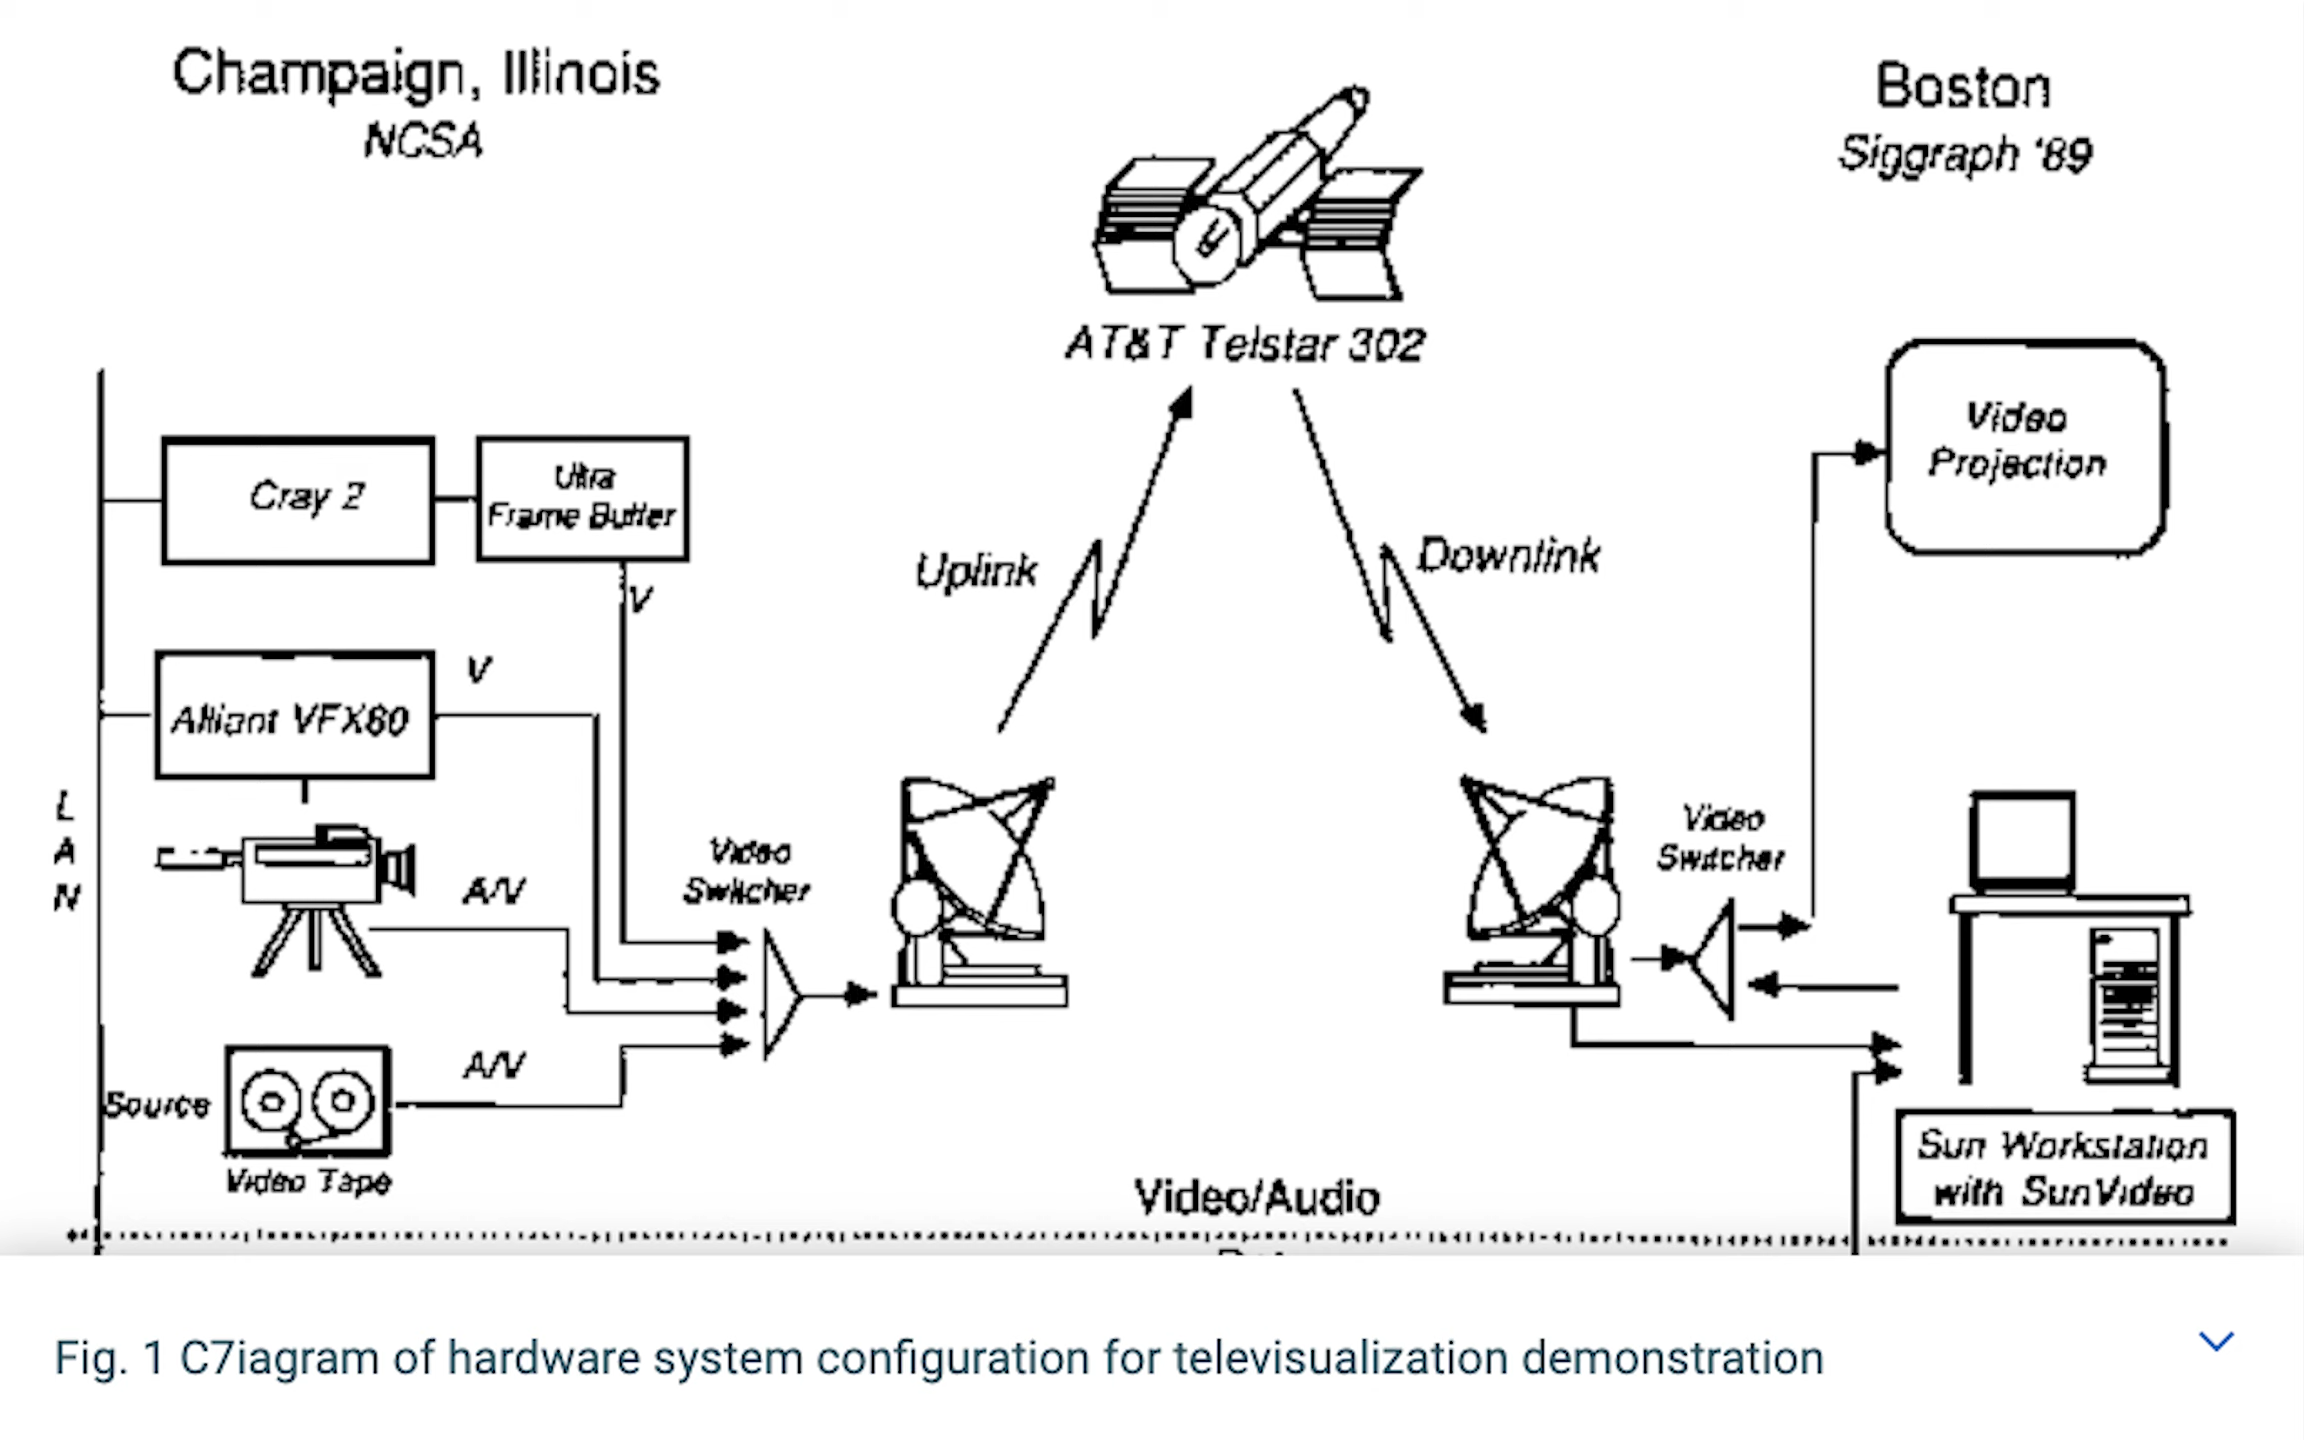 Champaign, Illinois
NCSA
Boston
Siggraph '89
AT&T Telstar 302
Video
Projection
Cray 2
Ultra
Frame Buffer
V
Uplink
Downlink
V
Alliant VFX80
L
A
N
A/V
Video
Switcher
Video
Switcher
A/V
Source
Video Tape
Sun Workstation
with SunVideo
Video/Audio
Fig. 1 C7iagram of hardware system configuration for televisualization demonstration